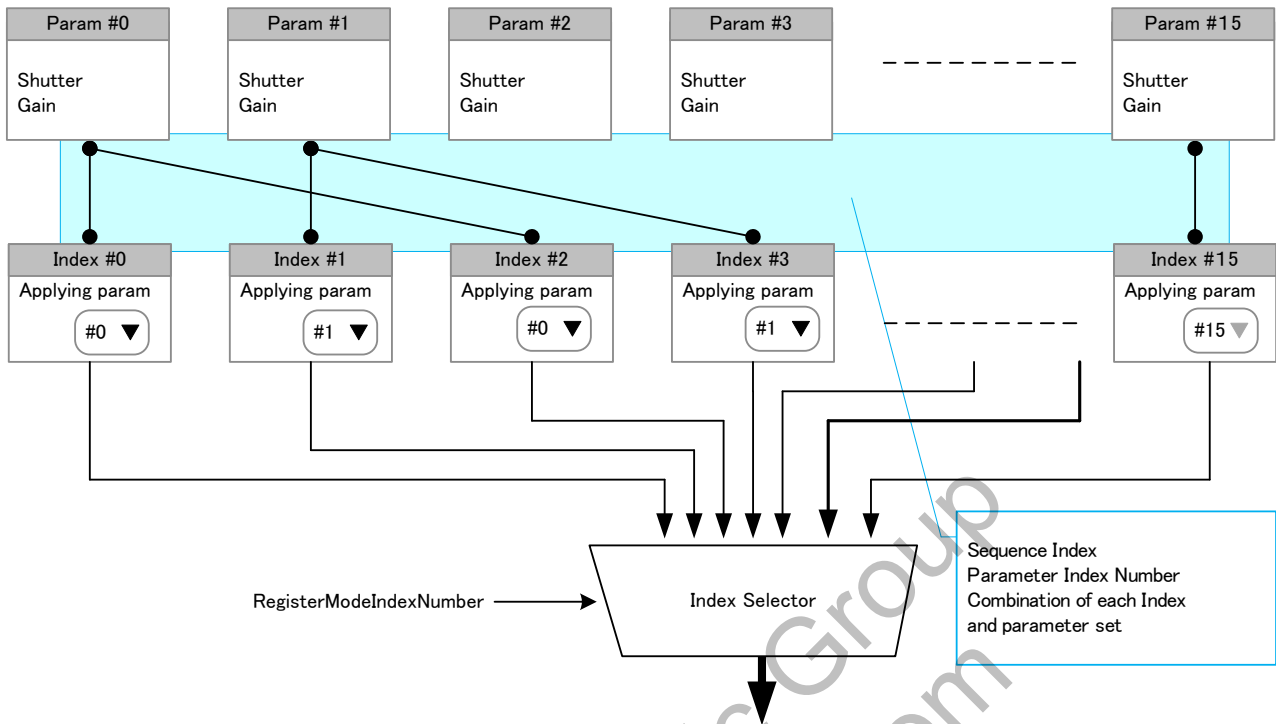 Param #0
Param #1
Param #2
Param #3
Param #15
Shutter
Gain
Shutter
Gain
Shutter
Gain
Shutter
Gain
Shutter
Gain
Index #0
Index #1
Index #2
Index #3
Index #15
Applying param
#0 ▼
Applying param
#1 ▼
Applying param
#0 ▼
Applying param
#1 ▼
Applying param
#15 ▼
RegisterModeIndexNumber
Index Selector
Sequence Index
Parameter Index Number
Combination of each Index
and parameter set
Group